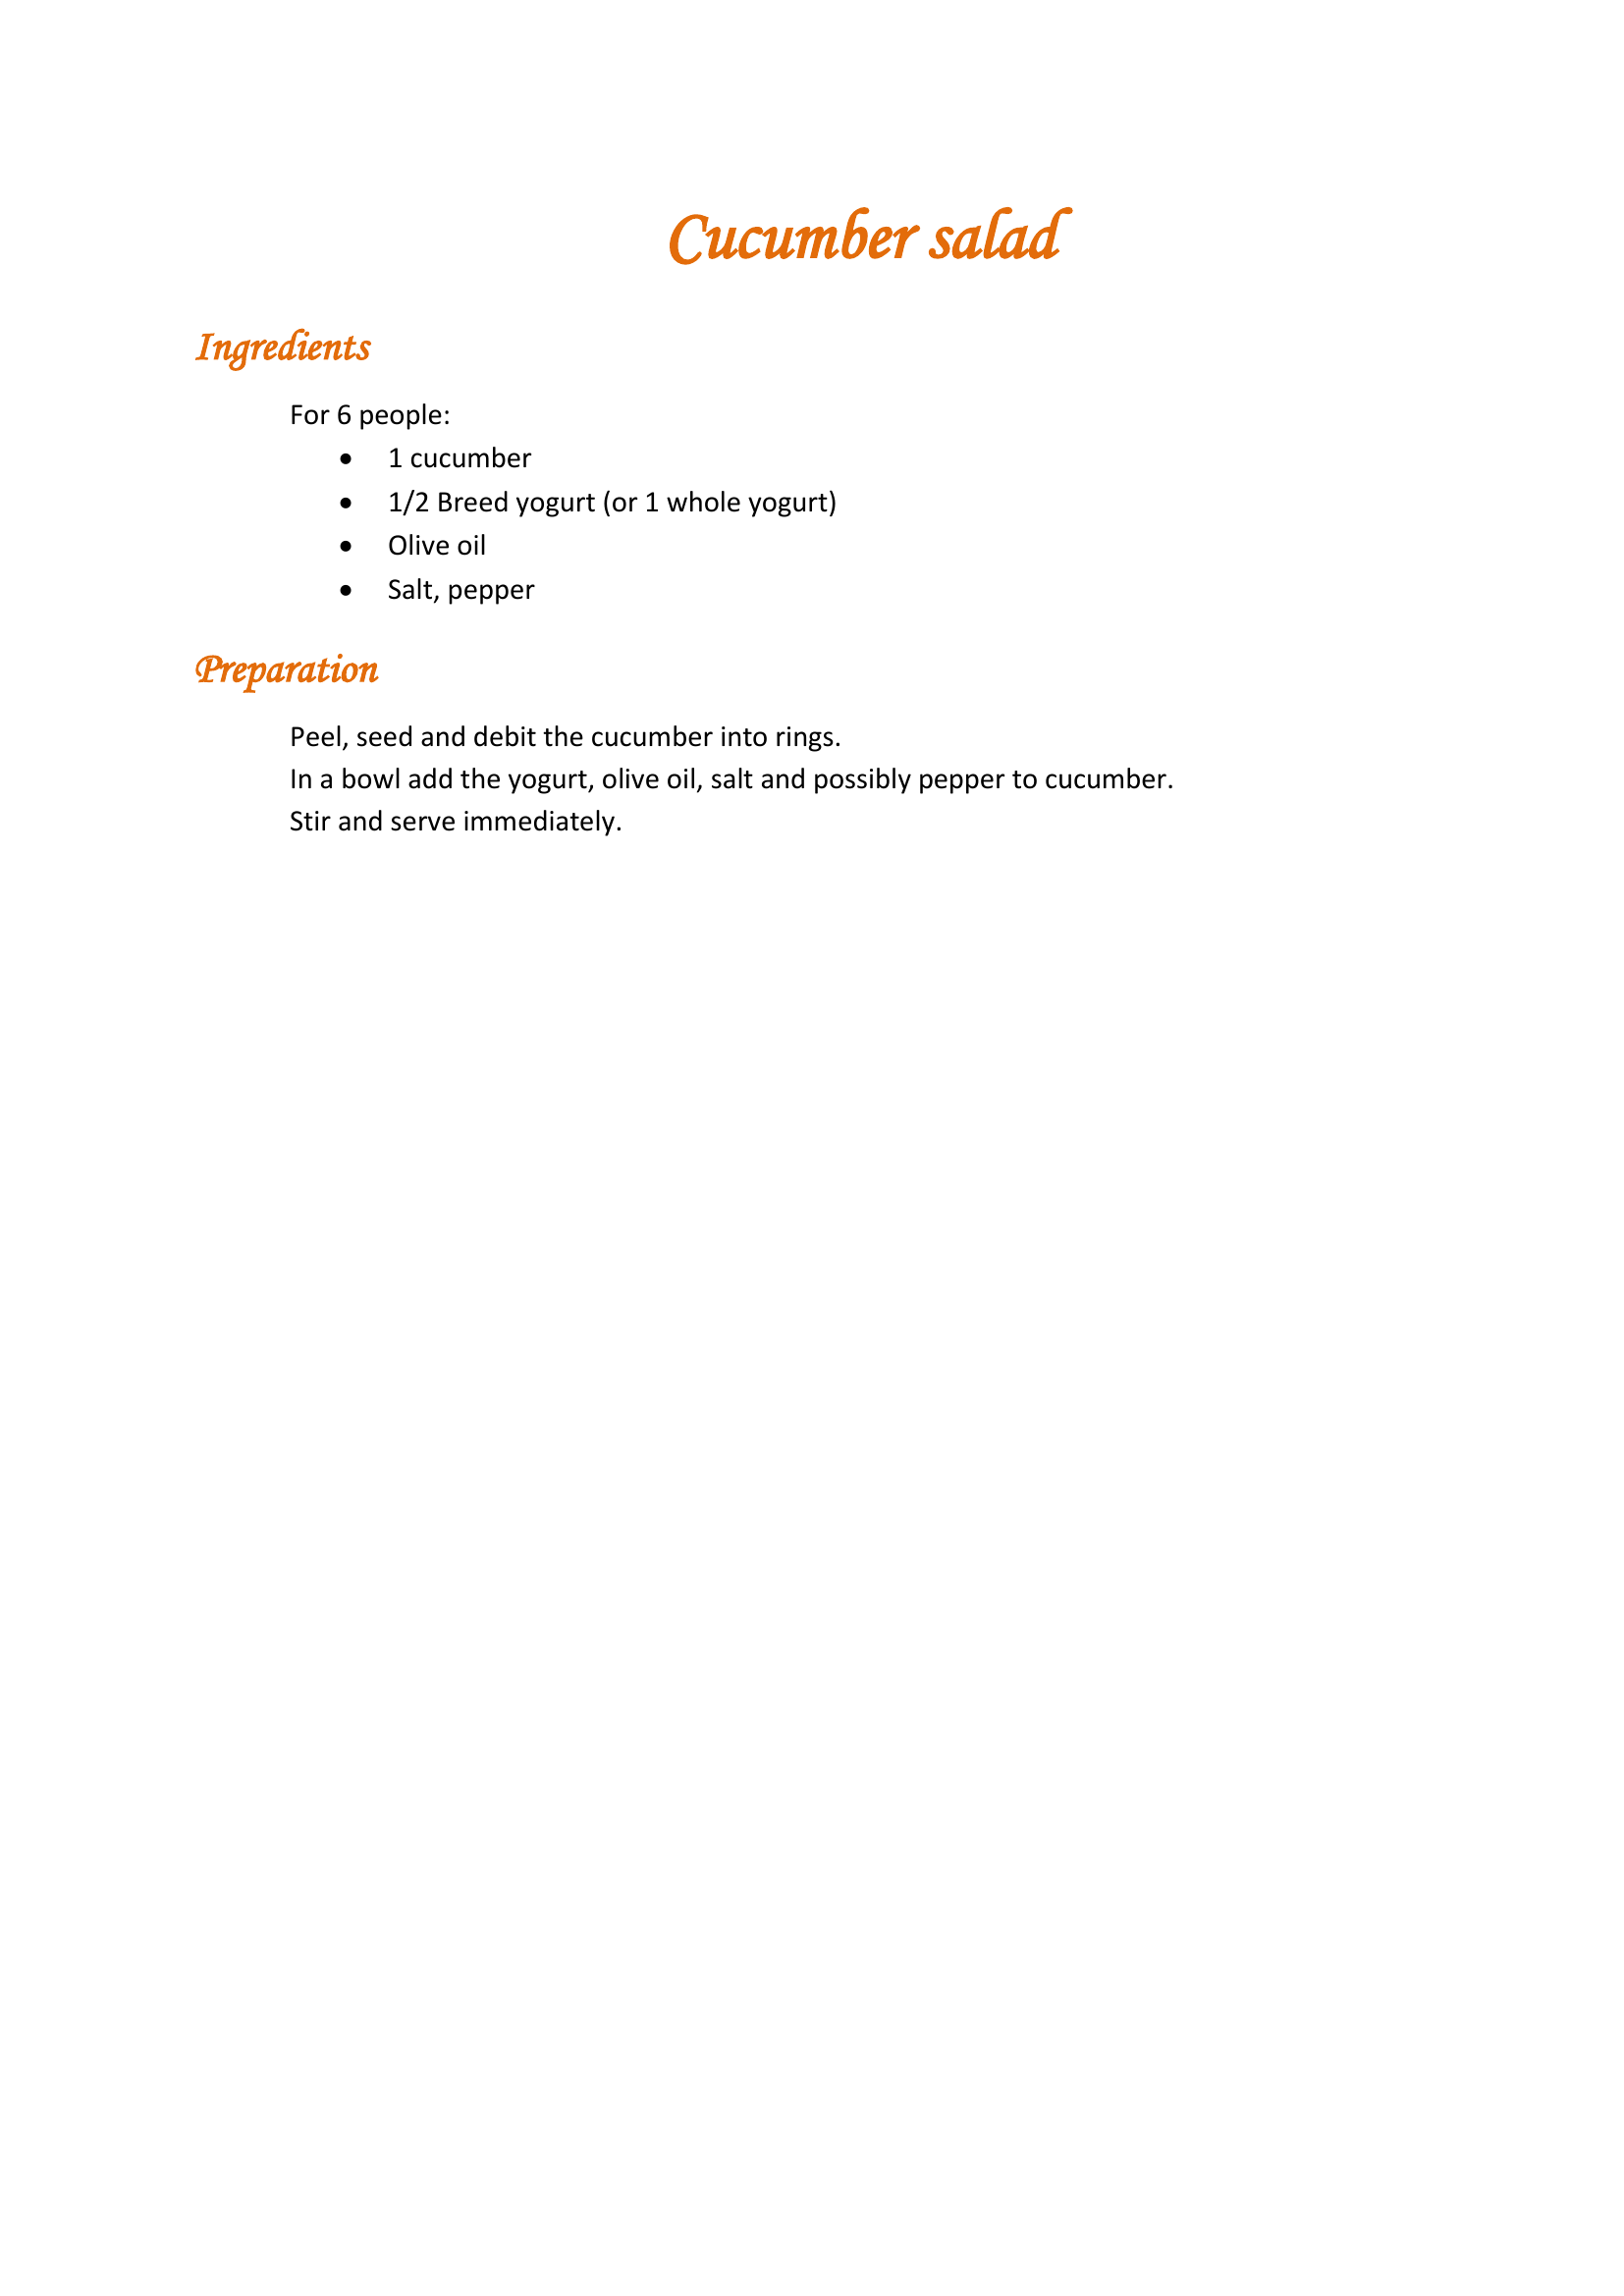 Cucumber salad
Ingredients
For 6 people:
• 1 cucumber
• 1/2 Breed yogurt (or 1 whole yogurt)
• Olive oil
• Salt, pepper
Preparation
Peel, seed and debit the cucumber into rings.
In a bowl add the yogurt, olive oil, salt and possibly pepper to cucumber.
Stir and serve immediately.